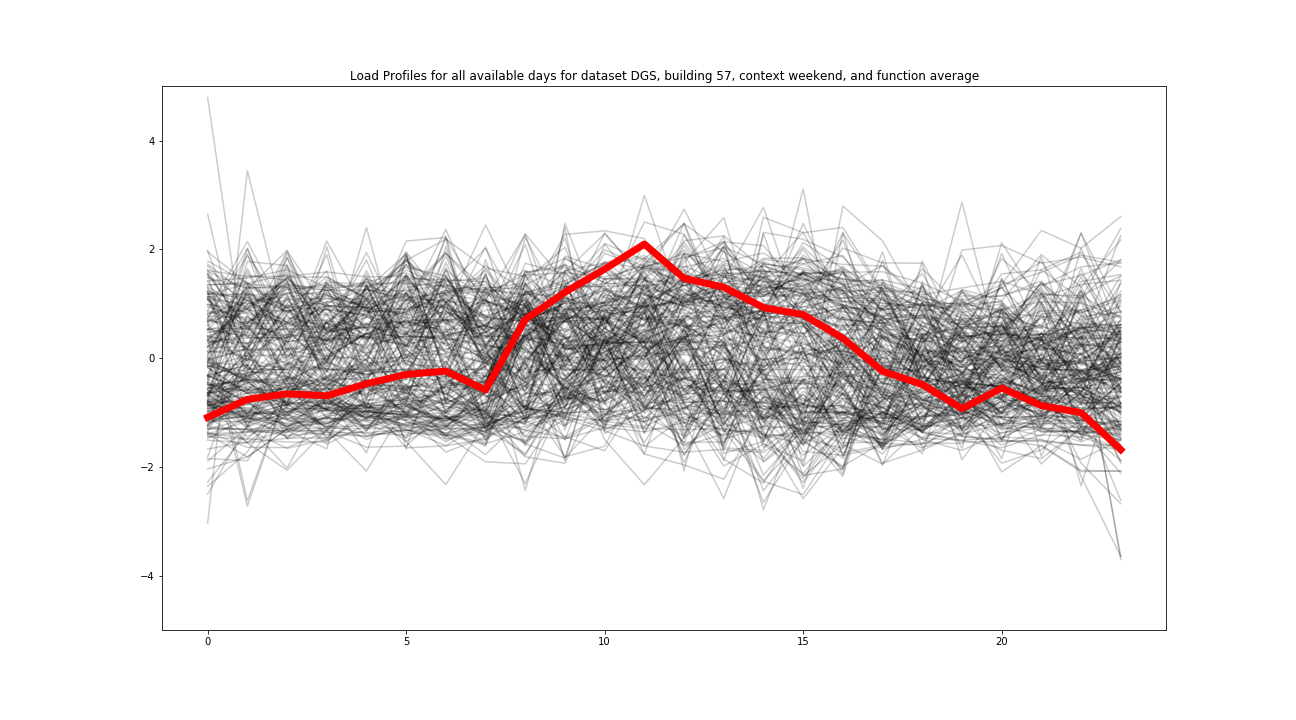 Load Profiles for all available days for dataset DGS, building 57, context weekend, and function average
4
2
0
−2
−4
0 5 10 15 20